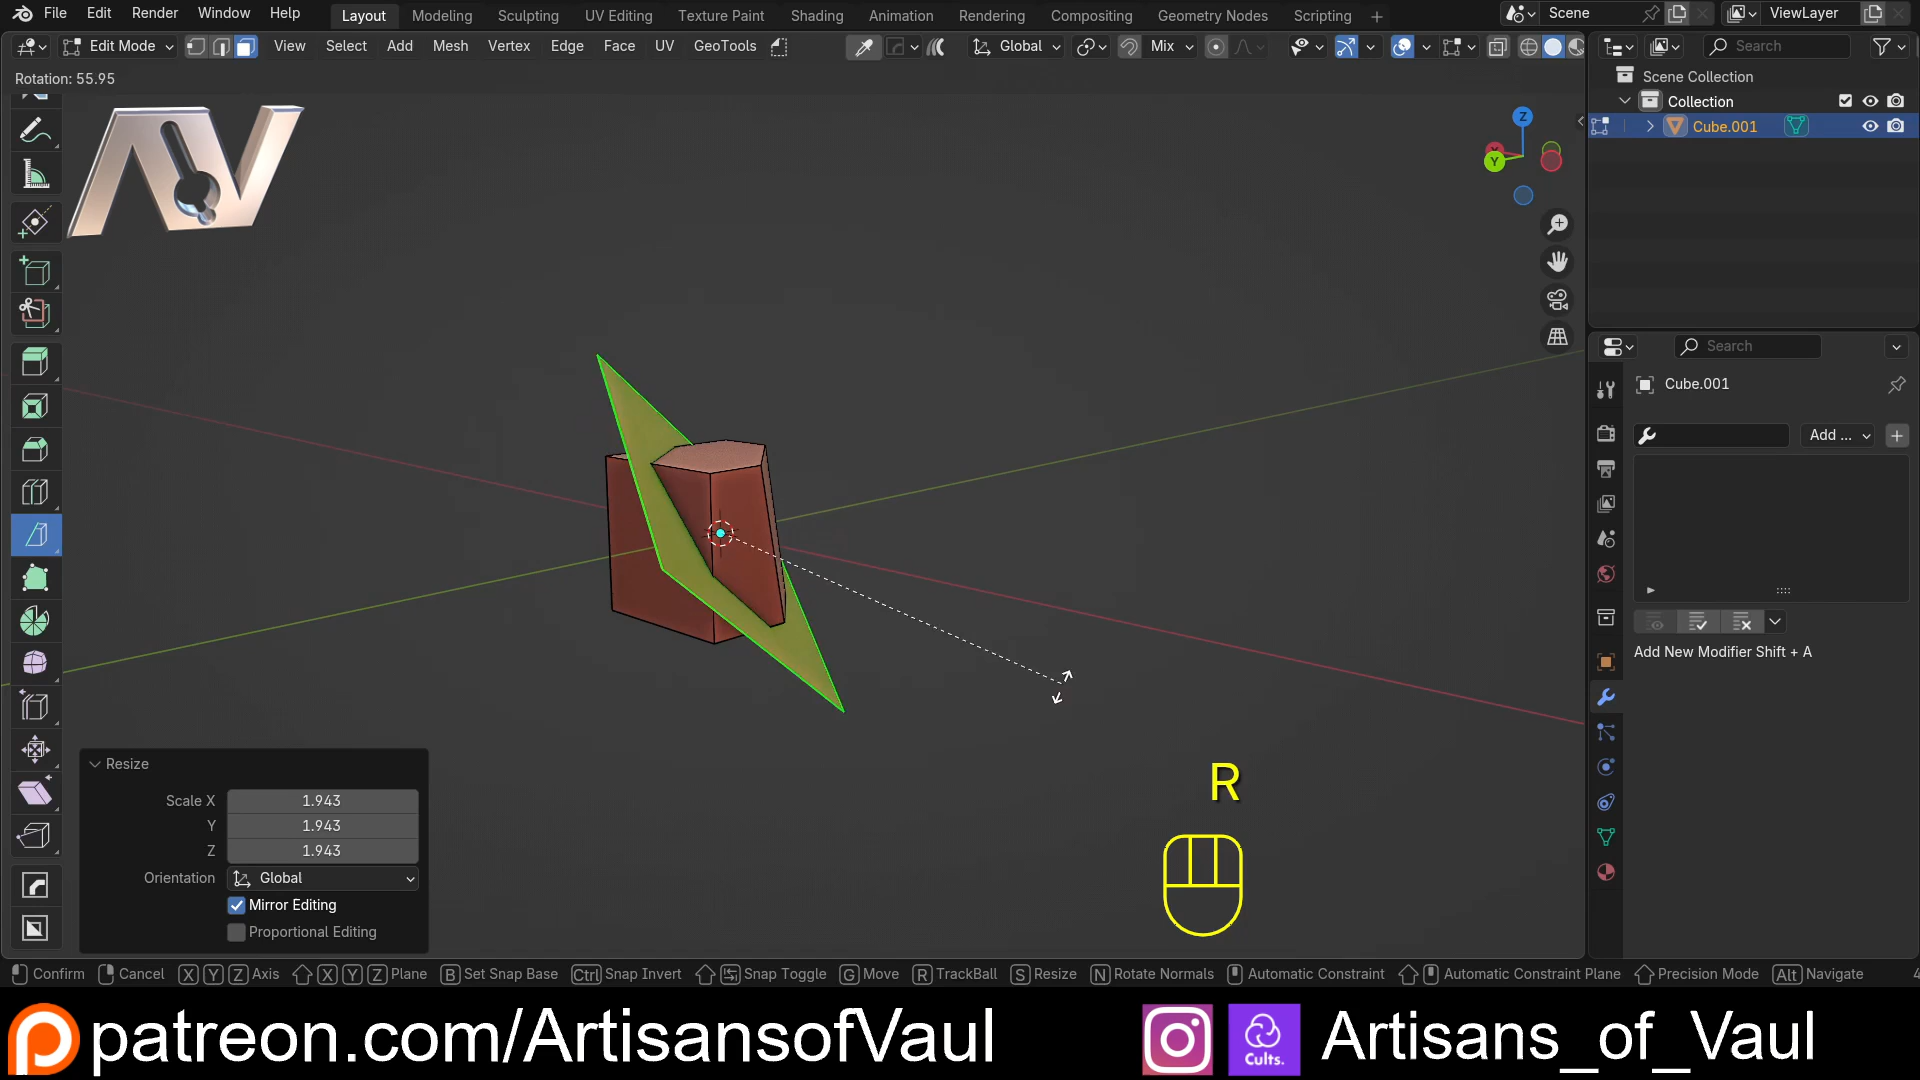 File Edit Render Window Help Layout Modeling Sculpting UV Editing Texture Paint Shading Animation Rendering Compositing Geometry Nodes Scripting + Scene ViewLayer
Edit Mode View Select Add Mesh Vertex Edge Face UV GeoTools Global Mix Search
Rotation: 55.95
Scene Collection
Collection
Cube.001
Z
Y
Search
Cube.001
Add ...
Add New Modifier Shift + A
Resize
Scale X 1.943
Y 1.943
Z 1.943
Orientation Global
Mirror Editing
Proportional Editing
R
Confirm Cancel X Y Z Axis X Y Z Plane B Set Snap Base Ctrl Snap Invert Snap Toggle G Move R TrackBall S Resize N Rotate Normals Automatic Constraint Automatic Constraint Plane Precision Mode Alt Navigate
patreon.com/ArtisansofVaul Cults. Artisans_of_Vaul